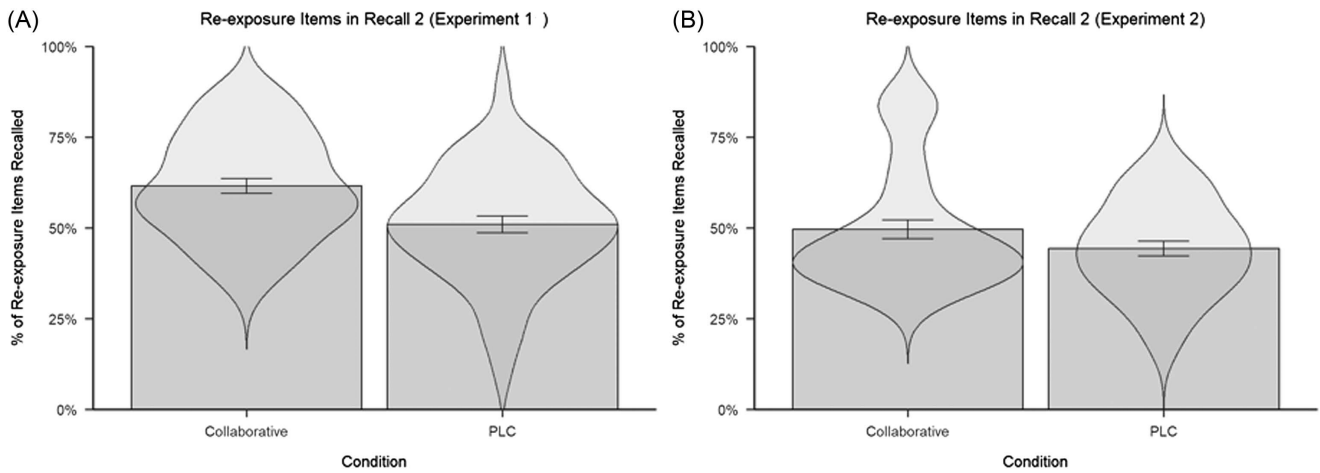 (A)
Re-exposure Items in Recall 2 (Experiment 1 )
% of Re-exposure Items Recalled
100%
75%
50%
25%
0%
Collaborative
PLC
Condition
(B)
Re-exposure Items in Recall 2 (Experiment 2)
% of Re-exposure Items Recalled
100%
75%
50%
25%
0%
Collaborative
PLC
Condition